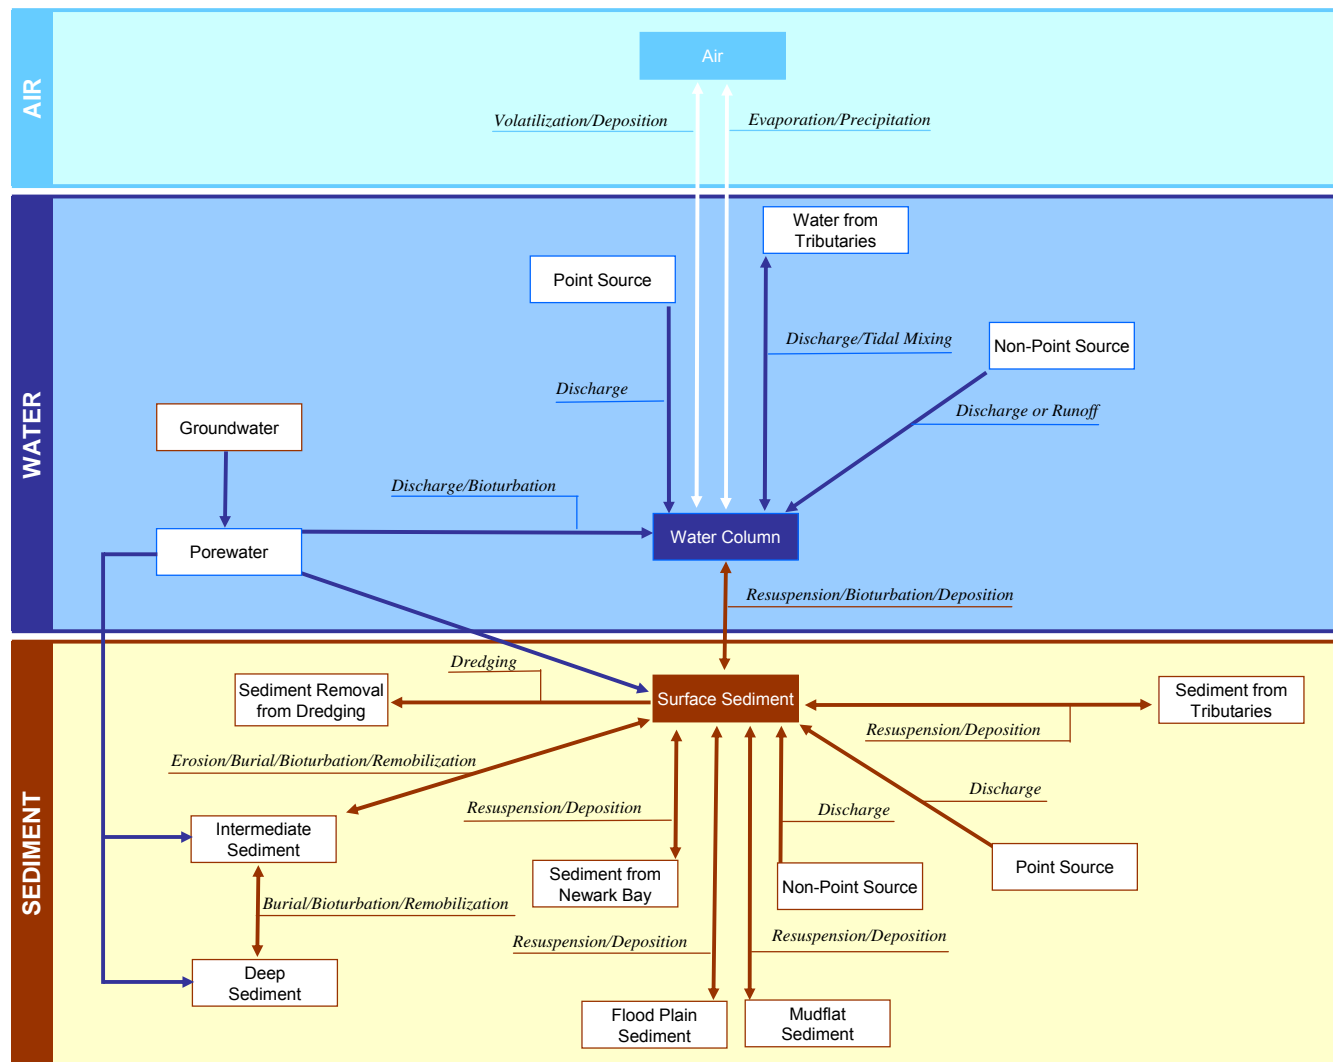 AIR
Air
Volatilization/Deposition
Evaporation/Precipitation
WATER
Water from
Tributaries
Point Source
Discharge/Tidal Mixing
Non-Point Source
Discharge
Discharge or Runoff
Groundwater
Discharge/Bioturbation
Porewater
Water Column
Resuspension/Bioturbation/Deposition
SEDIMENT
Dredging
Sediment Removal
from Dredging
Surface Sediment
Sediment from
Tributaries
Resuspension/Deposition
Erosion/Burial/Bioturbation/Remobilization
Resuspension/Deposition
Discharge
Discharge
Intermediate
Sediment
Sediment from
Newark Bay
Non-Point Source
Point Source
Burial/Bioturbation/Remobilization
Resuspension/Deposition
Resuspension/Deposition
Deep
Sediment
Flood Plain
Sediment
Mudflat
Sediment